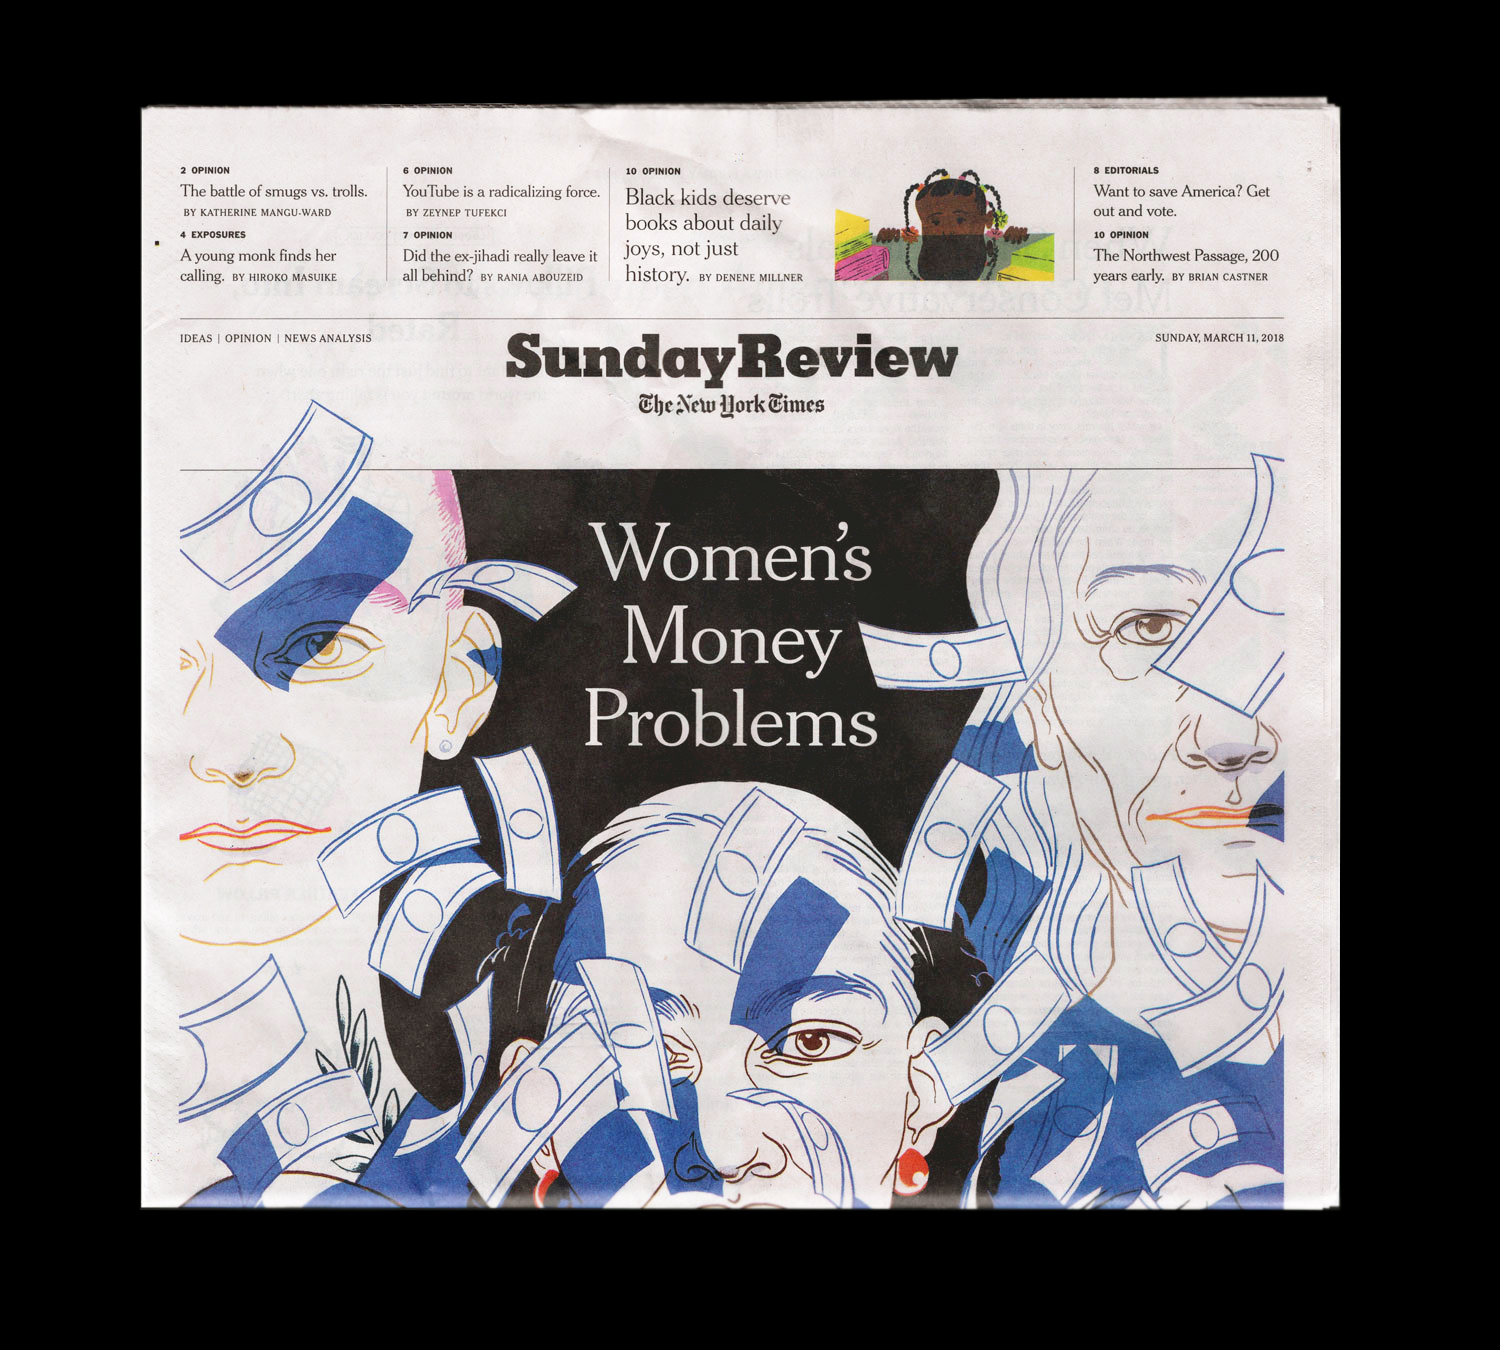 2 OPINION
The battle of smugs vs. trolls.
BY KATHERINE MANGU-WARD
4 EXPOSURES
A young monk finds her
calling. BY HIROKO MASUIKE
6 OPINION
YouTube is a radicalizing force.
BY ZEYNEP TUFEKCI
7 OPINION
Did the ex-jihadi really leave it
all behind? BY RANIA ABOUZEID
10 OPINION
Black kids deserve
books about daily
joys, not just
history. BY DENENE MILLNER
8 EDITORIALS
Want to save America? Get
out and vote.
10 OPINION
The Northwest Passage, 200
years early. BY BRIAN CASTNER
IDEAS | OPINION | NEWS ANALYSIS
SundayReview
SUNDAY, MARCH 11, 2018
The New York Times
Women's
Money
Problems